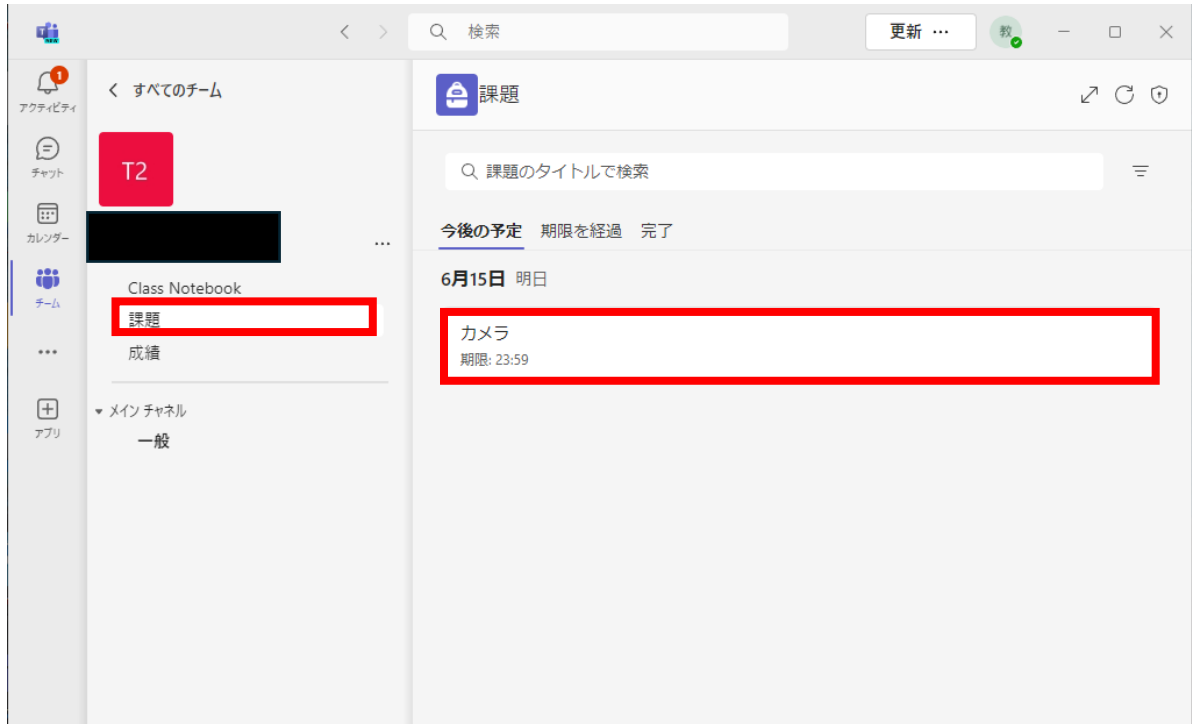 NEW
検索
更新 …
教
1
アクティビティ
チャット
カレンダー
チーム
アプリ
すべてのチーム
T2
Class Notebook
課題
成績
メイン チャネル
一般
課題
課題のタイトルで検索
今後の予定 期限を経過 完了
6月15日 明日
カメラ
期限: 23:59